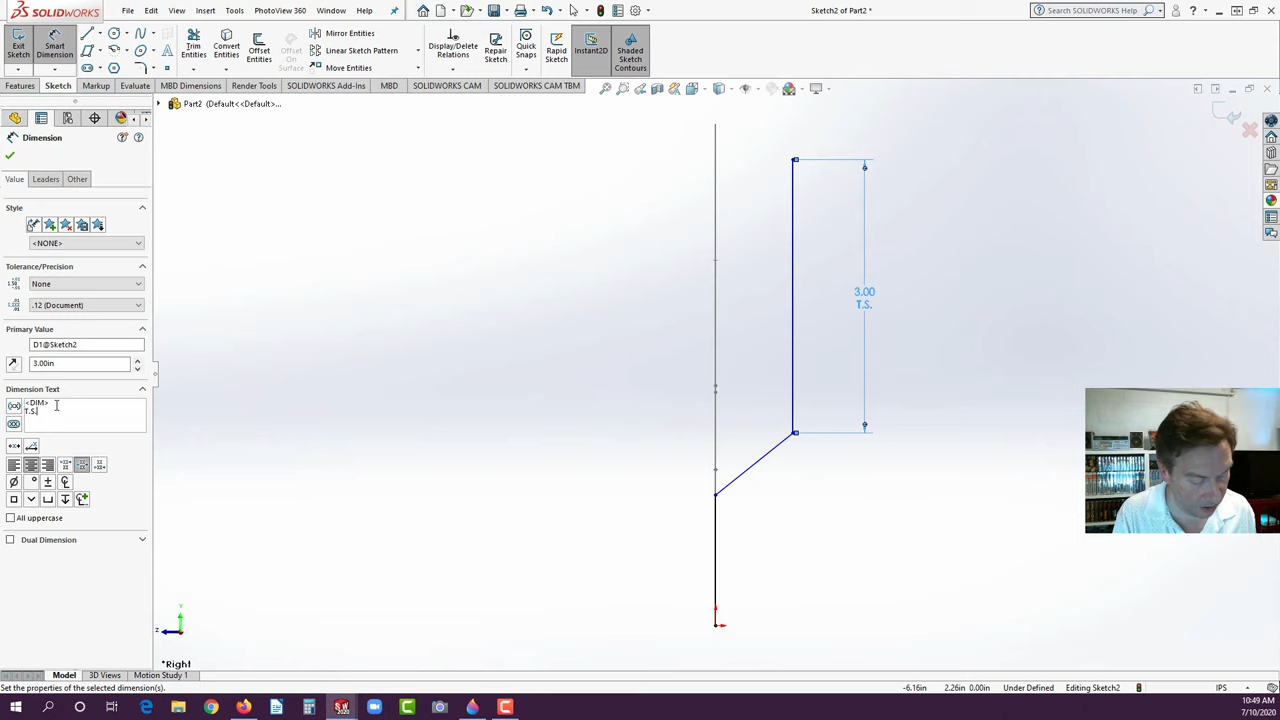 SOLIDWORKS
File Edit View Insert Tools PhotoView 360 Window Help
Sketch2 of Part2 *
Search SOLIDWORKS Help
Exit Sketch
Smart Dimension
Trim Entities
Convert Entities
Offset Entities
Offset On Surface
Mirror Entities
Linear Sketch Pattern
Move Entities
Display/Delete Relations
Repair Sketch
Quick Snaps
Rapid Sketch
Instant2D
Shaded Sketch Contours
Features Sketch Markup Evaluate MBD Dimensions Render Tools SOLIDWORKS Add-Ins MBD SOLIDWORKS CAM SOLIDWORKS CAM TBM
Part2 (Default<<Default>...
Dimension
Value Leaders Other
Style
<NONE>
Tolerance/Precision
None
.12 (Document)
Primary Value
D1@Sketch2
3.00in
Dimension Text
<DIM>
T.S.
All uppercase
Dual Dimension
3.00
T.S.
Y
Z
*Right
Model 3D Views Motion Study 1
Set the properties of the selected dimension(s).
-6.16in 2.26in 0.00in Under Defined Editing Sketch2 IPS
10:49 AM
7/10/2020